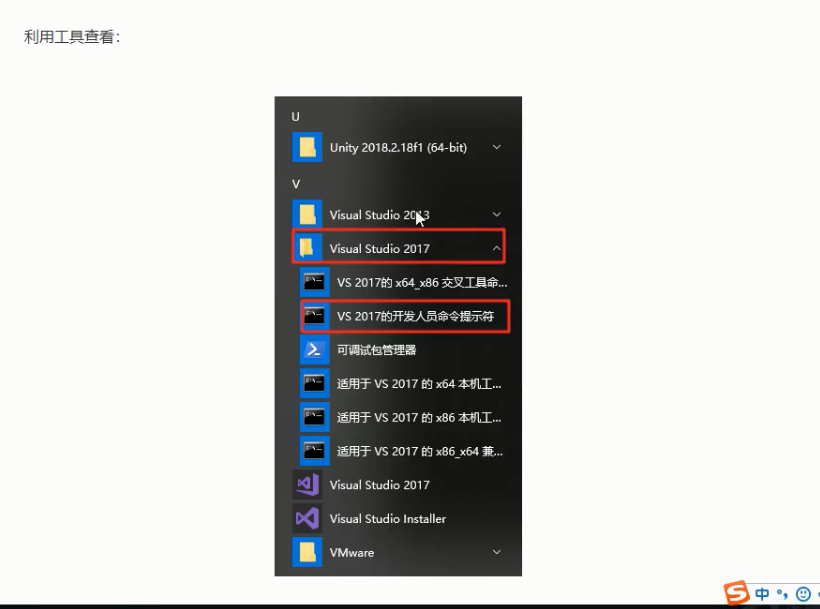 利用工具查看：
U
Unity 2018.2.18f1 (64-bit)
V
Visual Studio 2013
Visual Studio 2017
VS 2017的 x64_x86 交叉工具命...
VS 2017的开发人员命令提示符
可调试包管理器
适用于 VS 2017 的 x64 本机工...
适用于 VS 2017 的 x86 本机工...
适用于 VS 2017 的 x86_x64 兼...
Visual Studio 2017
Visual Studio Installer
VMware
S 中